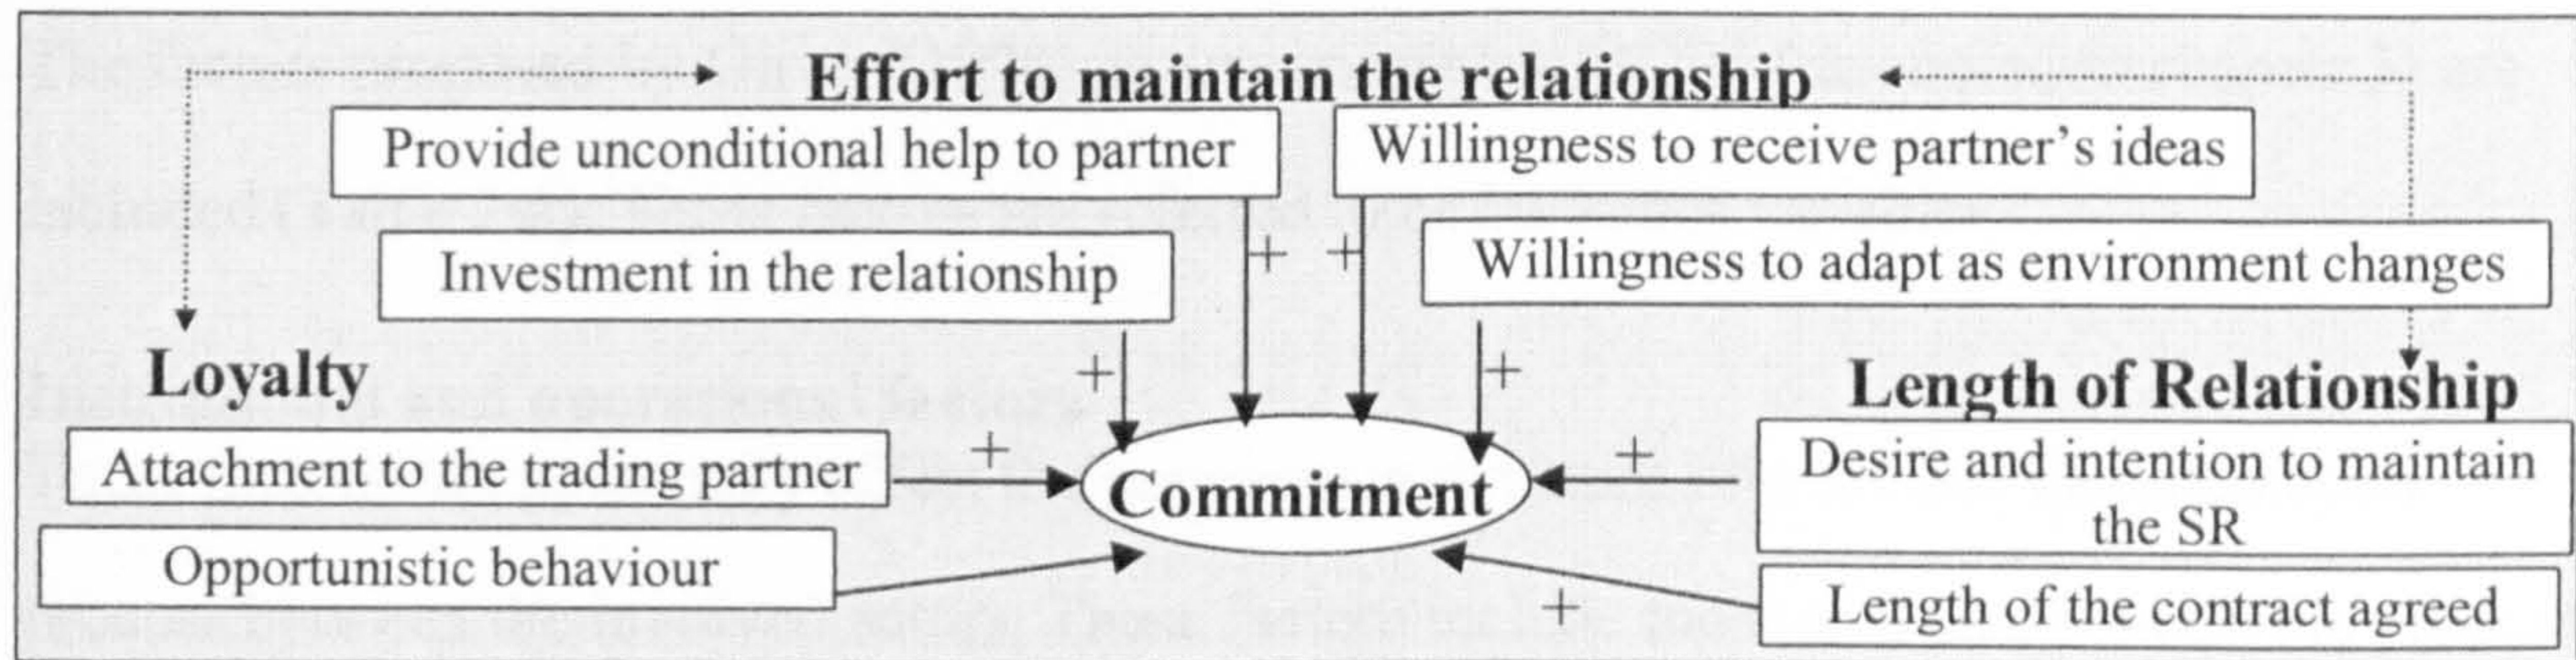 Effort to maintain the relationship
Provide unconditional help to partner
Willingness to receive partner's ideas
Investment in the relationship
+ +
Willingness to adapt as environment changes
Loyalty
+
+
Length of Relationship
Attachment to the trading partner
+
Commitment
+
Desire and intention to maintain
the SR
Opportunistic behaviour
+
Length of the contract agreed